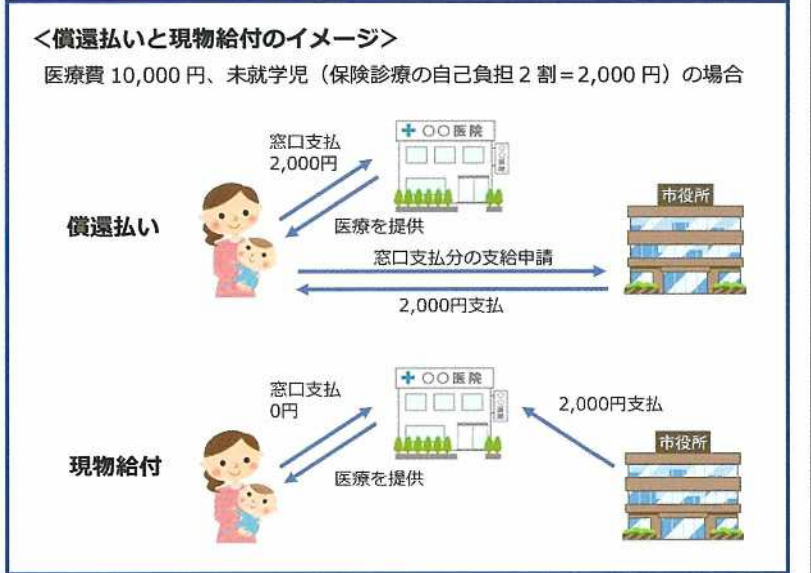 <償還払いと現物給付のイメージ>
医療費 10,000 円、未就学児（保険診療の自己負担 2 割=2,000 円）の場合
償還払い
窓口支払
2,000円
○○医院
医療を提供
市役所
窓口支払分の支給申請
2,000円支払
現物給付
窓口支払
0円
○○医院
医療を提供
2,000円支払
市役所